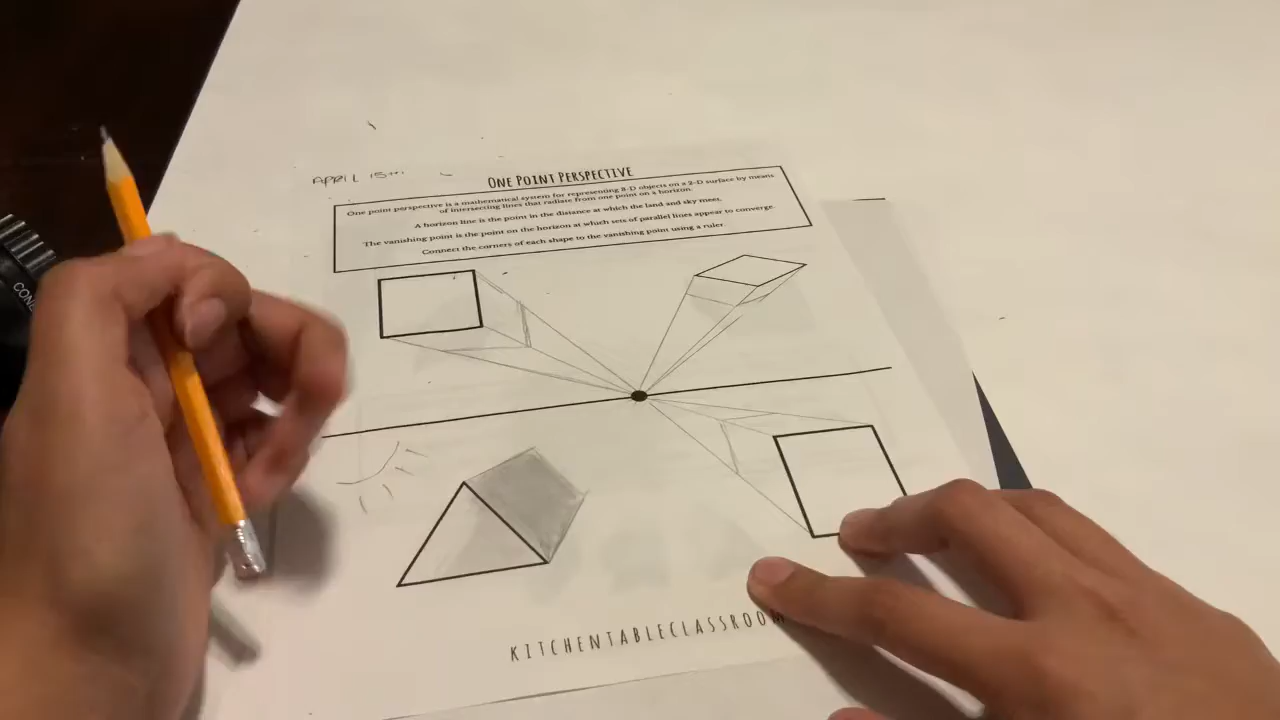 APRIL 15TH
ONE POINT PERSPECTIVE
One point perspective is a mathematical system for representing 3-D objects on a 2-D surface by means
of intersecting lines that radiate from one point on a horizon.
A horizon line is the point in the distance at which the land and sky meet.
The vanishing point is the point on the horizon at which sets of parallel lines appear to converge.
Connect the corners of each shape to the vanishing point using a ruler.
KITCHENTABLECLASSROOM